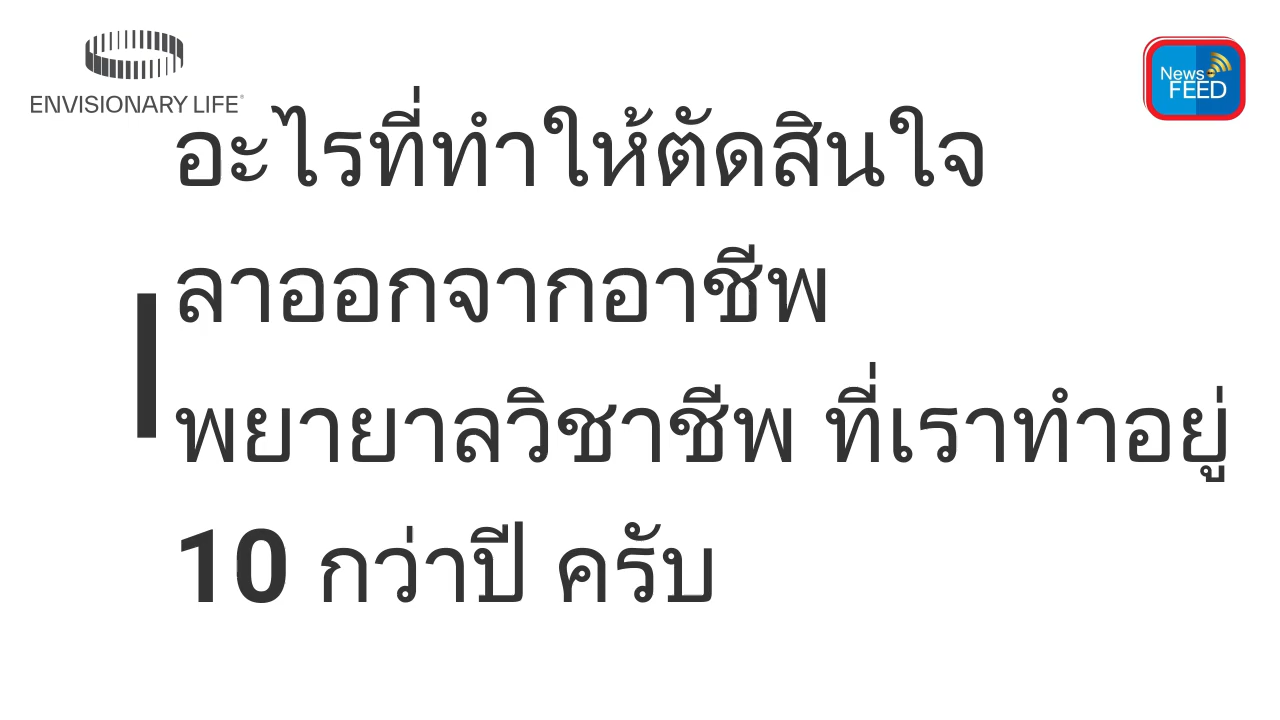 ENVISIONARY LIFE®
News
FEED
อะไรที่ทำให้ตัดสินใจ
ลาออกจากอาชีพ
พยายาลวิชาชีพ ที่เราทำอยู่
10 กว่าปี ครับ